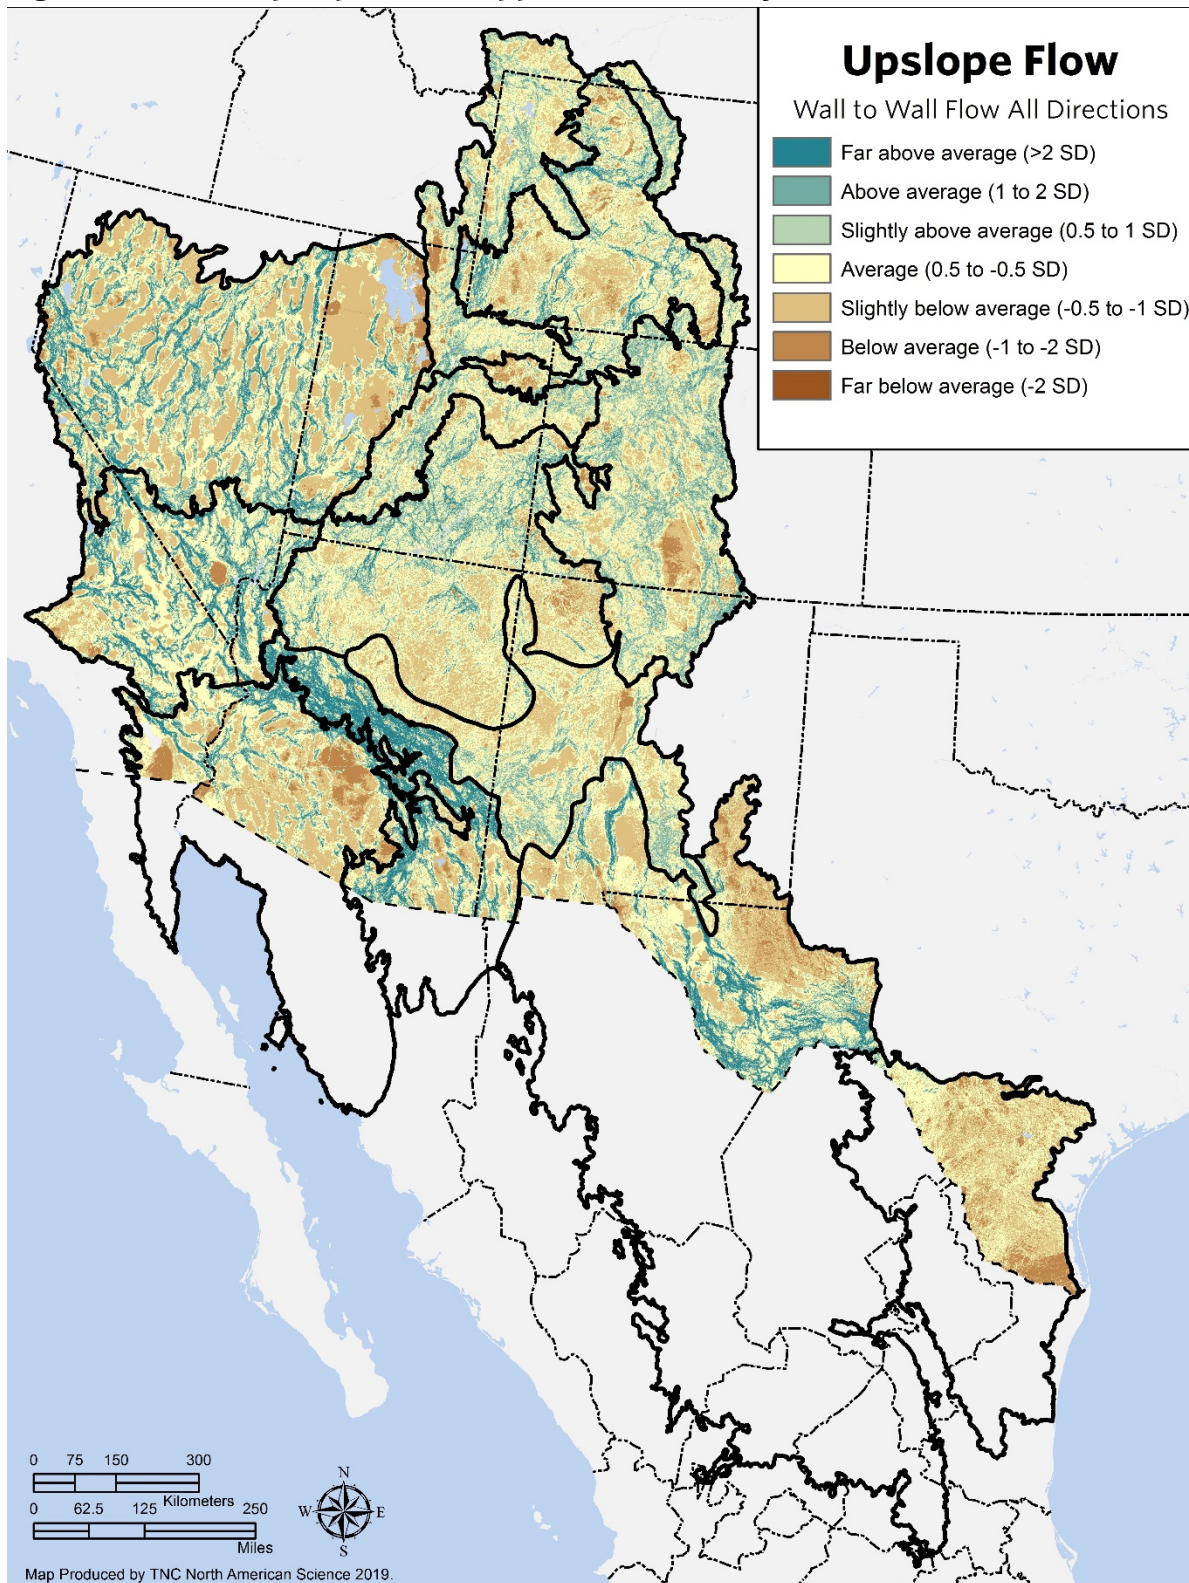 Upslope Flow
Wall to Wall Flow All Directions
Far above average (>2 SD)
Above average (1 to 2 SD)
Slightly above average (0.5 to 1 SD)
Average (0.5 to -0.5 SD)
Slightly below average (-0.5 to -1 SD)
Below average (-1 to -2 SD)
Far below average (-2 SD)
0 75 150 300
Kilometers
0 62.5 125 250
Miles
N
W E
S
Map Produced by TNC North American Science 2019.